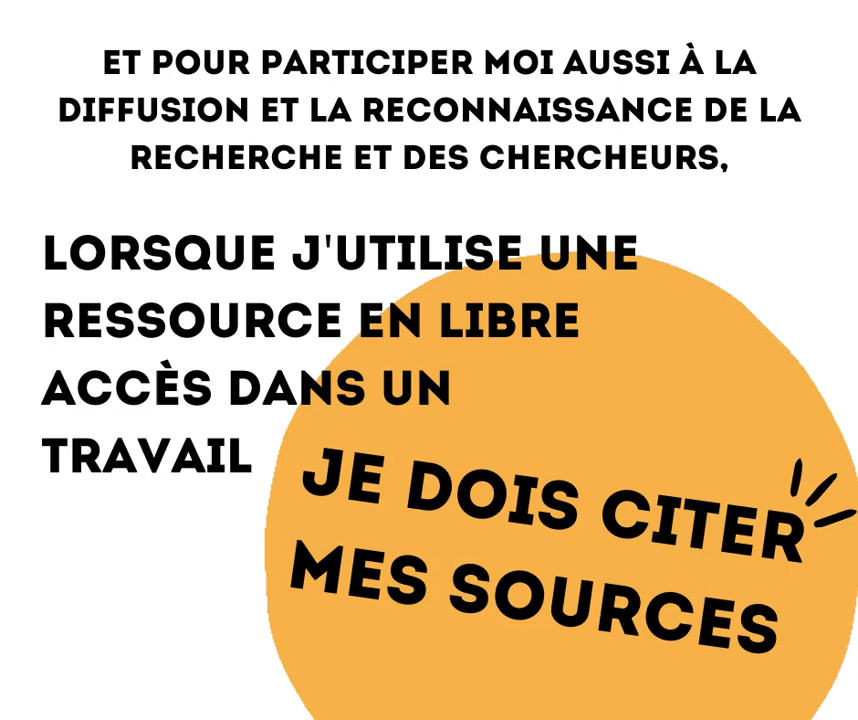 ET POUR PARTICIPER MOI AUSSI À LA
DIFFUSION ET LA RECONNAISSANCE DE LA
RECHERCHE ET DES CHERCHEURS,
LORSQUE J'UTILISE UNE
RESSOURCE EN LIBRE
ACCÈS DANS UN
TRAVAIL
JE DOIS CITER
MES SOURCES